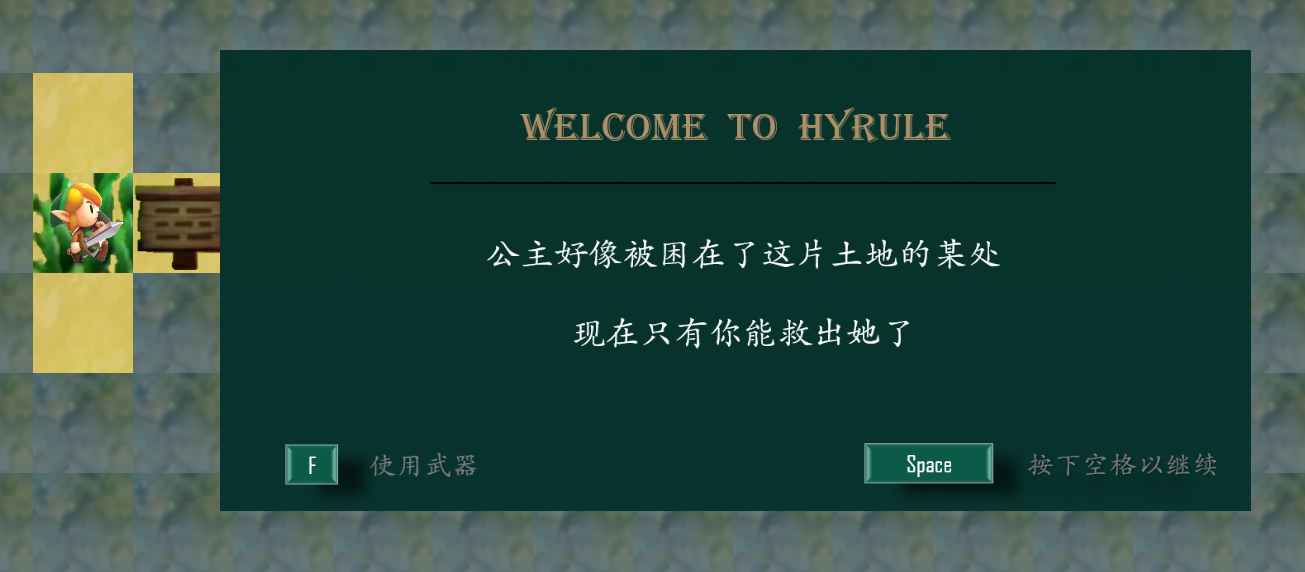 WELCOME TO HYRULE
公主好像被困在了这片土地的某处
现在只有你能救出她了
F 使用武器
Space 按下空格以继续